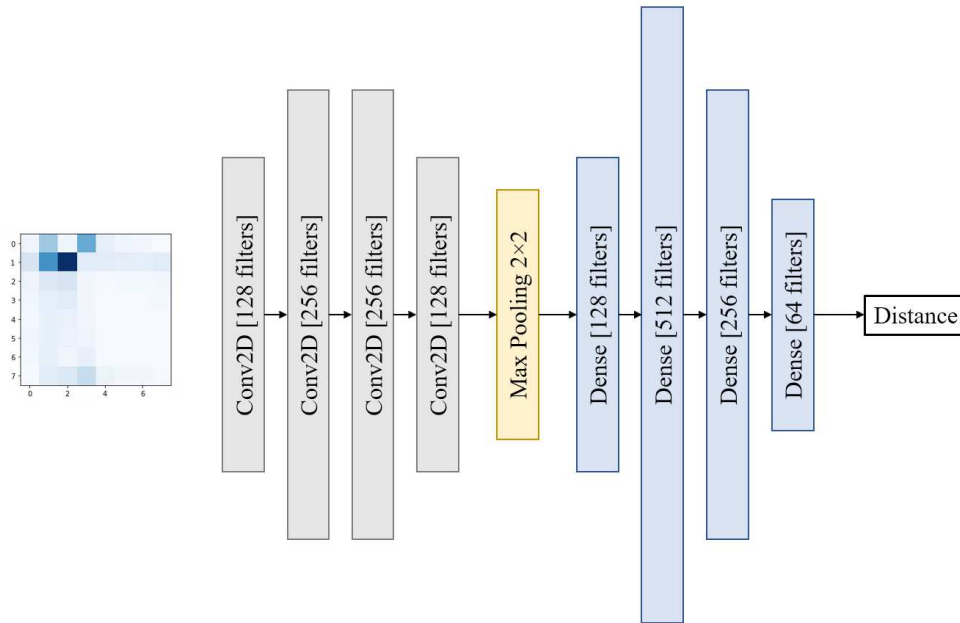 0
1
2
3
4
5
6
7
0
2
4
6
Conv2D [128 filters]
Conv2D [256 filters]
Conv2D [256 filters]
Conv2D [128 filters]
Max Pooling 2×2
Dense [128 filters]
Dense [512 filters]
Dense [256 filters]
Dense [64 filters]
Distance